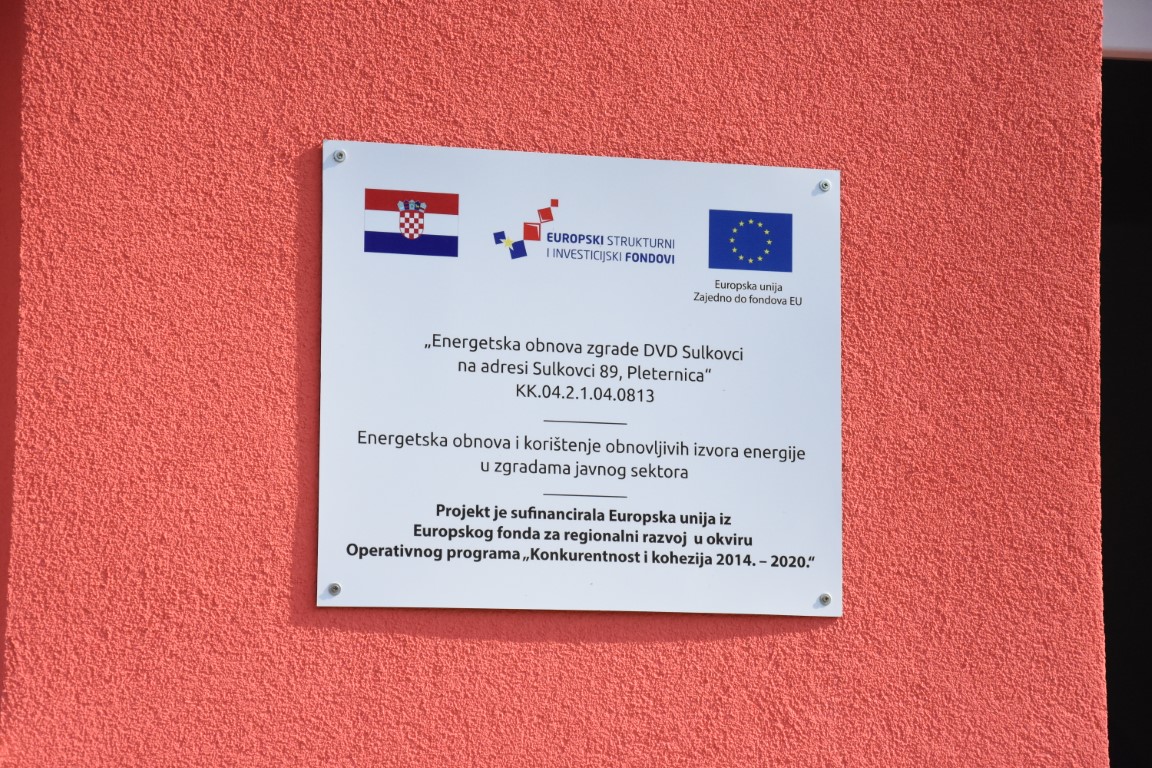 EUROPSKI STRUKTURNI
I INVESTICIJSKI FONDOVI
Europska unija
Zajedno do fondova EU
„Energetska obnova zgrade DVD Sulkovci
na adresi Sulkovci 89, Pleternica“
KK.04.2.1.04.0813
Energetska obnova i korištenje obnovljivih izvora energije
u zgradama javnog sektora
Projekt je sufinancirala Europska unija iz
Europskog fonda za regionalni razvoj u okviru
Operativnog programa „Konkurentnost i kohezija 2014. – 2020.“